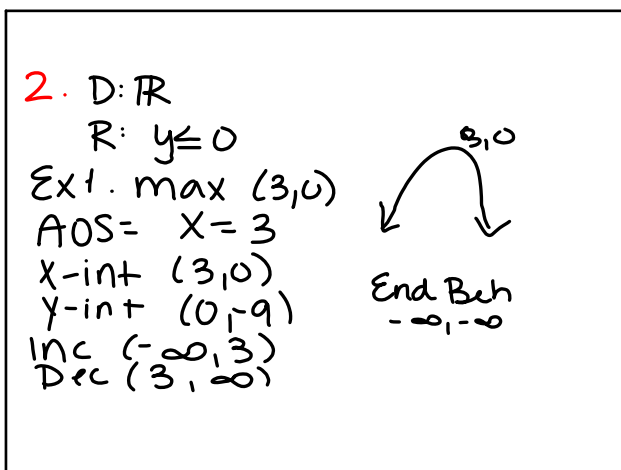 2. D: ℝ
R: y ≤ 0
Ext. max (3,0)
AOS= X=3
X-int (3,0)
y-int (0,-9)
Inc (-∞,3)
Dec (3,∞)
3,0
End Beh
-∞,-∞